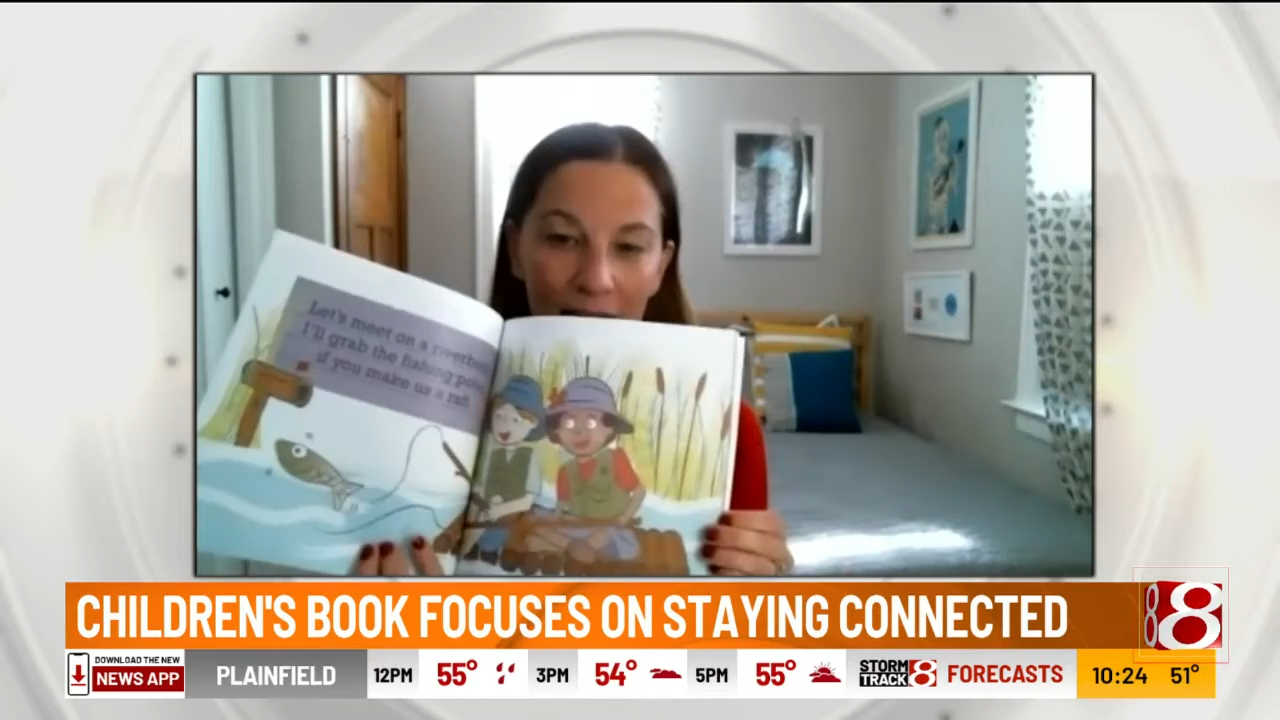 Let's meet on a
I'll grab the fishing
if you make us a raft
CHILDREN'S BOOK FOCUSES ON STAYING CONNECTED
8
DOWNLOAD THE NEW
NEWS APP
PLAINFIELD
12PM
55°
3PM
54°
5PM
55°
STORM
TRACK 8
FORECASTS
10:24
51°